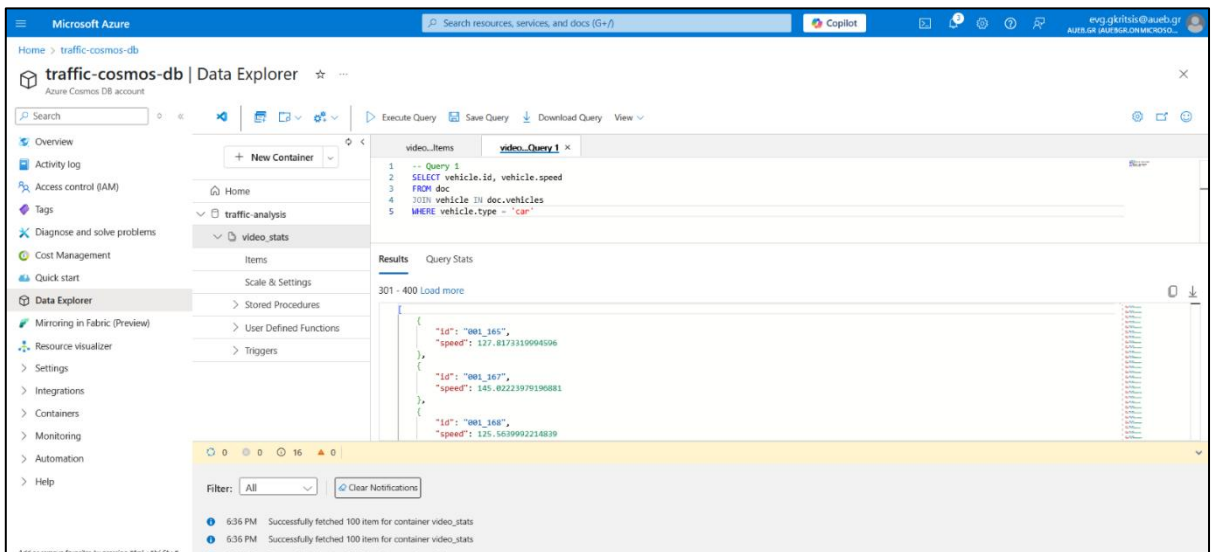 Microsoft Azure
Search resources, services, and docs (G+/)
Copilot
3
evg.gkritsis@aueb.gr
AUEB.GR (AUEBGR.ONMICROSO...
Home > traffic-cosmos-db
traffic-cosmos-db | Data Explorer
Azure Cosmos DB account
Search
Overview
Activity log
Access control (IAM)
Tags
Diagnose and solve problems
Cost Management
Quick start
Data Explorer
Mirroring in Fabric (Preview)
Resource visualizer
Settings
Integrations
Containers
Monitoring
Automation
Help
Execute Query Save Query Download Query View
+ New Container
Home
traffic-analysis
video_stats
Items
Scale & Settings
Stored Procedures
User Defined Functions
Triggers
video...Items video...Query 1
1 -- Query 1
2 SELECT vehicle.id, vehicle.speed
3 FROM doc
4 JOIN vehicle IN doc.vehicles
5 WHERE vehicle.type = 'car'
Results Query Stats
301 - 400 Load more
[
{
"id": "001_165",
"speed": 127.8173319994596
},
{
"id": "001_167",
"speed": 145.02223979196881
},
{
"id": "001_168",
"speed": 125.5639992214839
0 0 16 0
Filter: All Clear Notifications
6:36 PM Successfully fetched 100 item for container video_stats
6:36 PM Successfully fetched 100 item for container video_stats